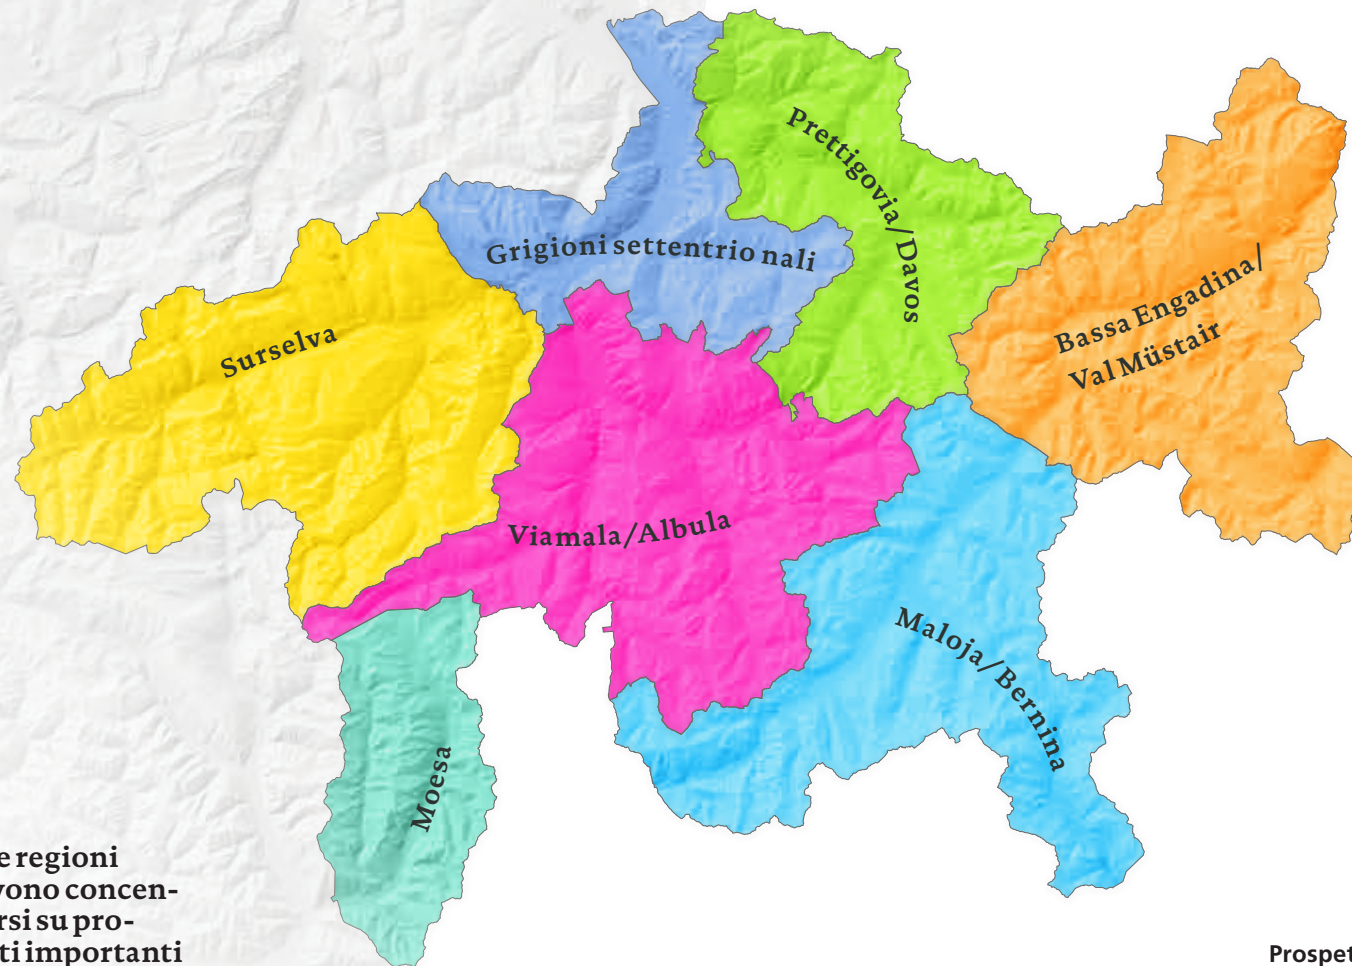 Prettigovia/Davos
Grigioni settentrio nali
Bassa Engadina/
Val Müstair
Surselva
Viamala/Albula
Maloja/Bernina
Moesa
e regioni
vono concen-
rsi su pro-
ti importanti
Prospet